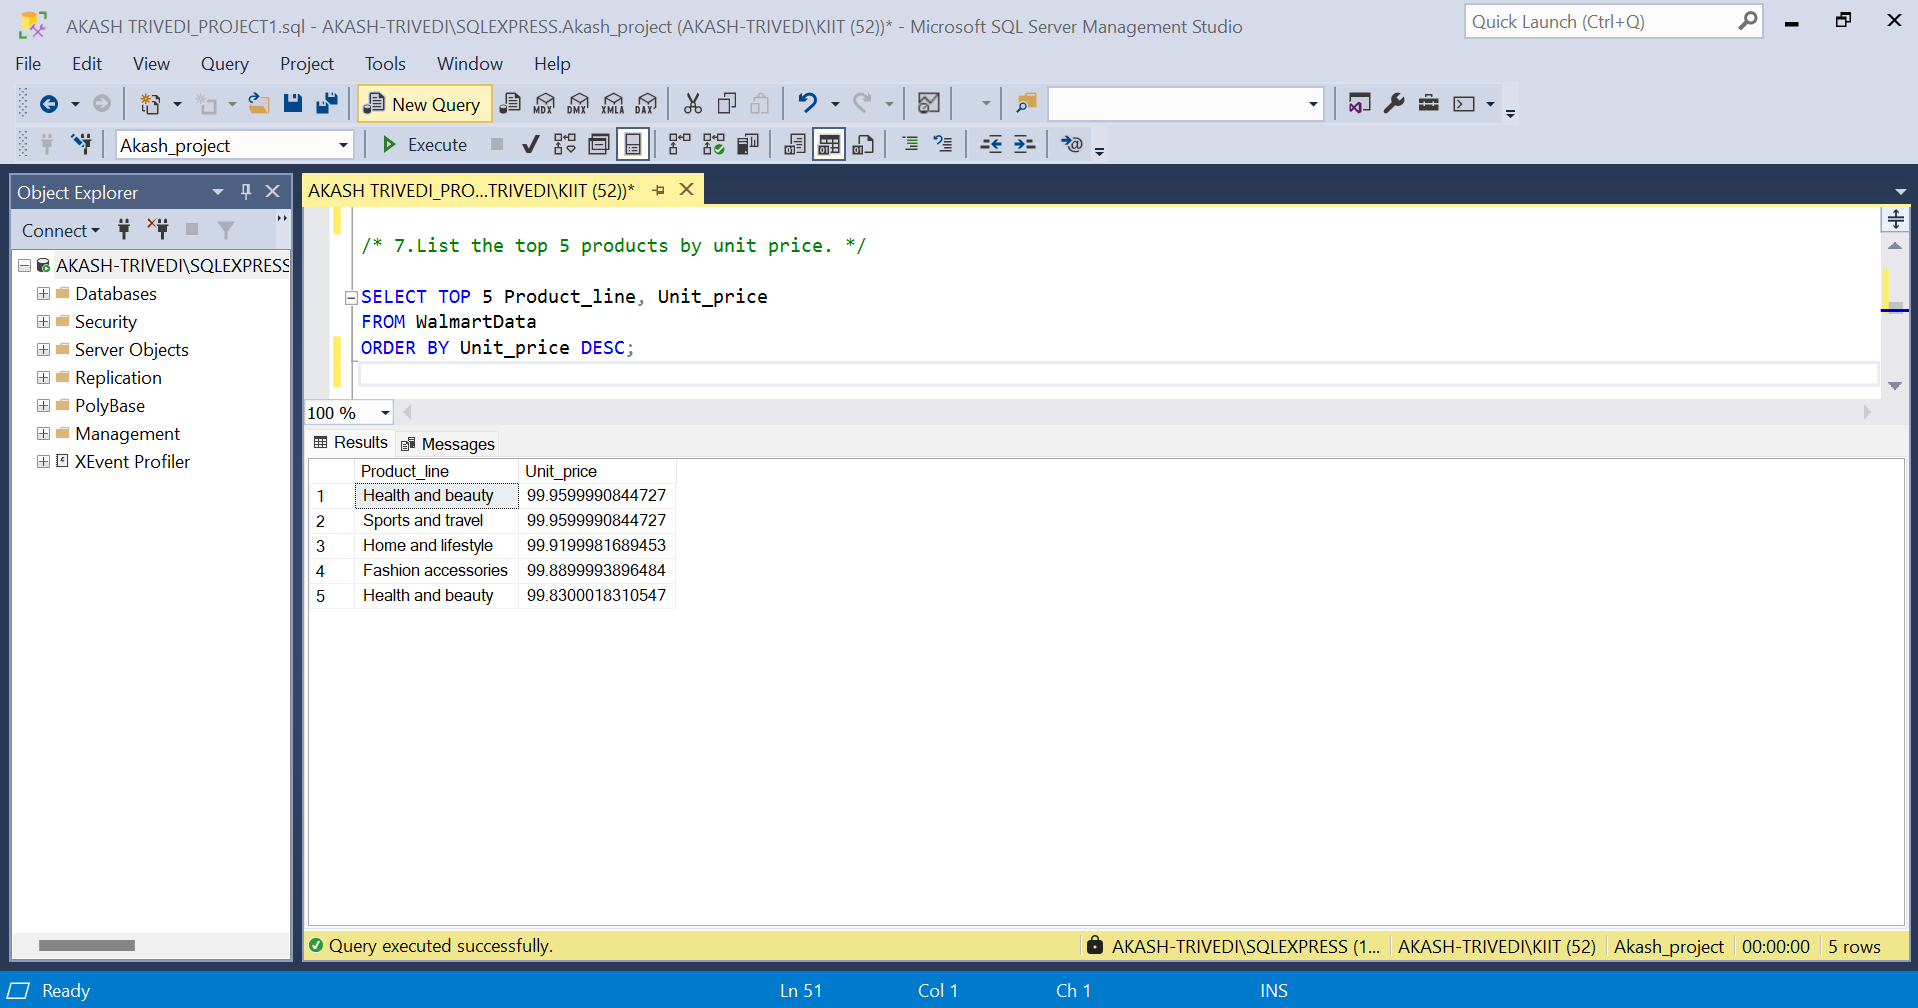 AKASH TRIVEDI_PROJECT1.sql - AKASH-TRIVEDI\SQLEXPRESS.Akash_project (AKASH-TRIVEDI\KIIT (52))* - Microsoft SQL Server Management Studio
Quick Launch (Ctrl+Q)
File Edit View Query Project Tools Window Help
New Query MDX DMX XMLA DAX
Akash_project
Execute
Object Explorer
Connect
AKASH-TRIVEDI\SQLEXPRESS
Databases
Security
Server Objects
Replication
PolyBase
Management
XEvent Profiler
AKASH TRIVEDI_PRO...TRIVEDI\KIIT (52))*
/* 7.List the top 5 products by unit price. */
SELECT TOP 5 Product_line, Unit_price
FROM WalmartData
ORDER BY Unit_price DESC;
100 %
Results Messages
Product_line Unit_price
1 Health and beauty 99.9599990844727
2 Sports and travel 99.9599990844727
3 Home and lifestyle 99.9199981689453
4 Fashion accessories 99.8899993896484
5 Health and beauty 99.8300018310547
Query executed successfully.
AKASH-TRIVEDI\SQLEXPRESS (1... AKASH-TRIVEDI\KIIT (52) Akash_project 00:00:00 5 rows
Ready Ln 51 Col 1 Ch 1 INS